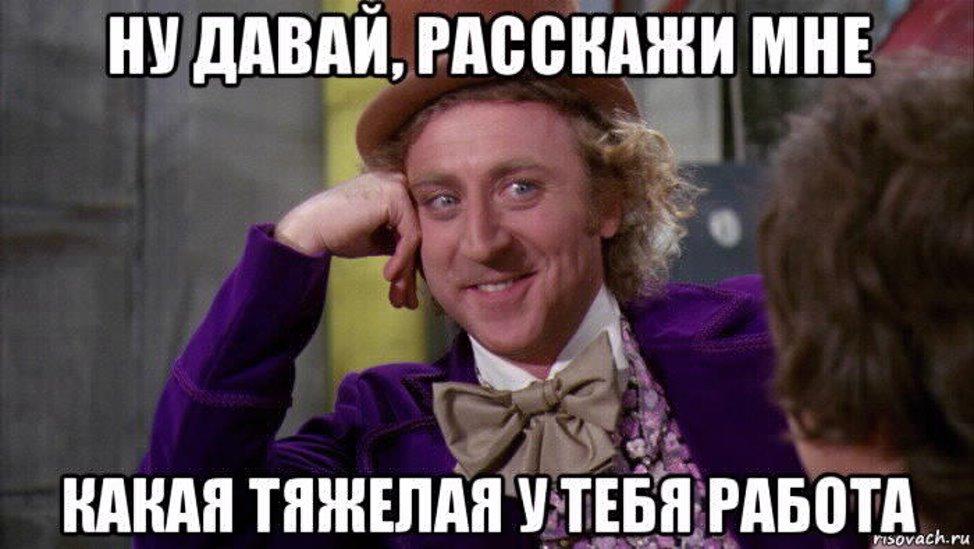 НУ ДАВАЙ, РАССКАЖИ МНЕ
КАКАЯ ТЯЖЕЛАЯ У ТЕБЯ РАБОТА
risovach.ru